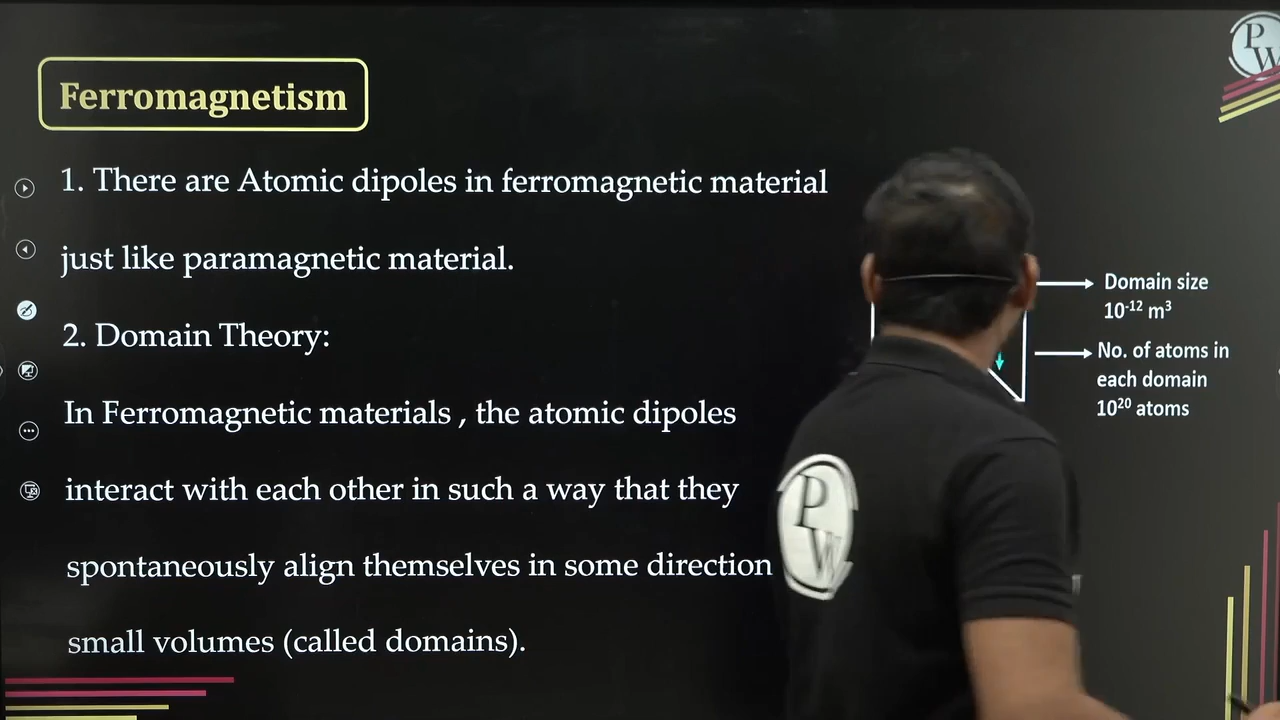 Ferromagnetism
1. There are Atomic dipoles in ferromagnetic material
just like paramagnetic material.
2. Domain Theory:
In Ferromagnetic materials , the atomic dipoles
interact with each other in such a way that they
spontaneously align themselves in some direction
small volumes (called domains).
Domain size
10⁻¹² m³
No. of atoms in
each domain
10²⁰ atoms
PW
PW